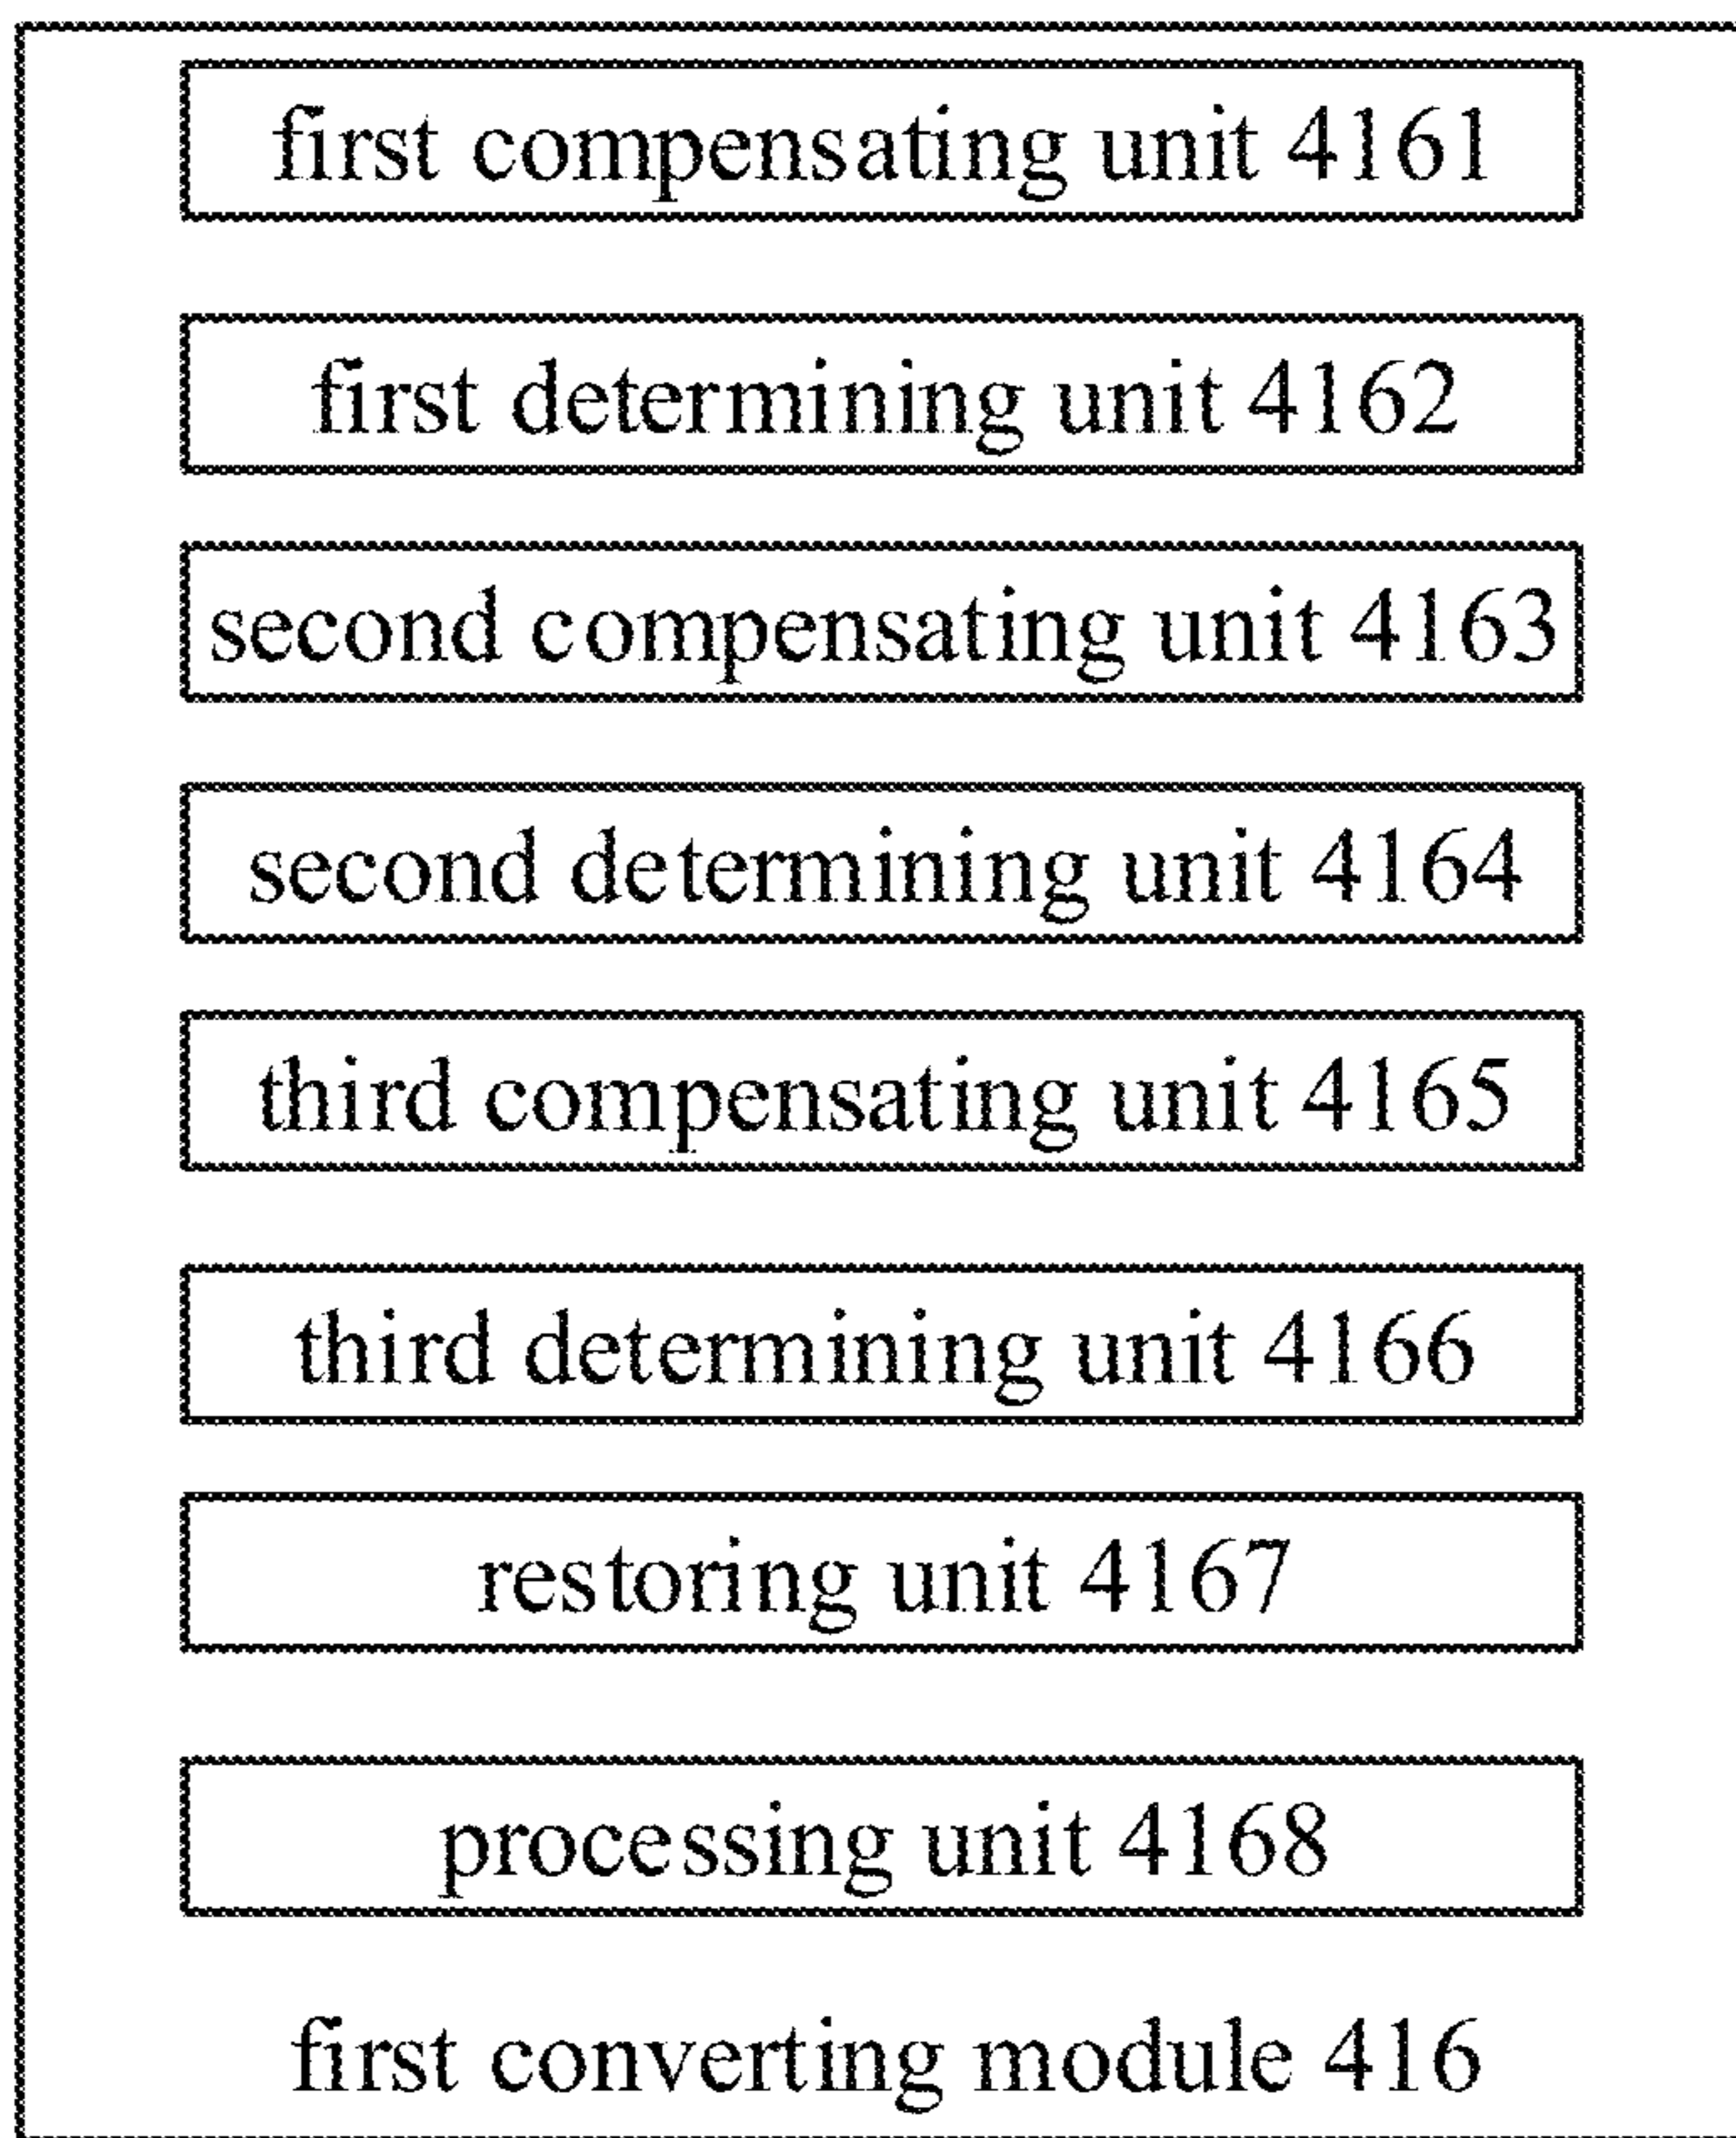 first compensating unit 4161
first determining unit 4162
second compensating unit 4163
second determining unit 4164
third compensating unit 4165
third determining unit 4166
restoring unit 4167
processing unit 4168
first converting module 416